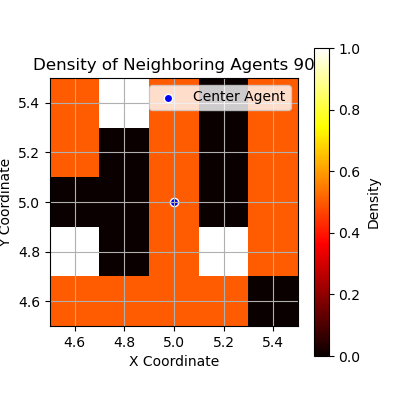 Density of Neighboring Agents 90
Center Agent
5.4
5.2
5.0
4.8
4.6
4.6 4.8 5.0 5.2 5.4
X Coordinate
Y Coordinate
1.0
0.8
0.6
0.4
0.2
0.0
Density